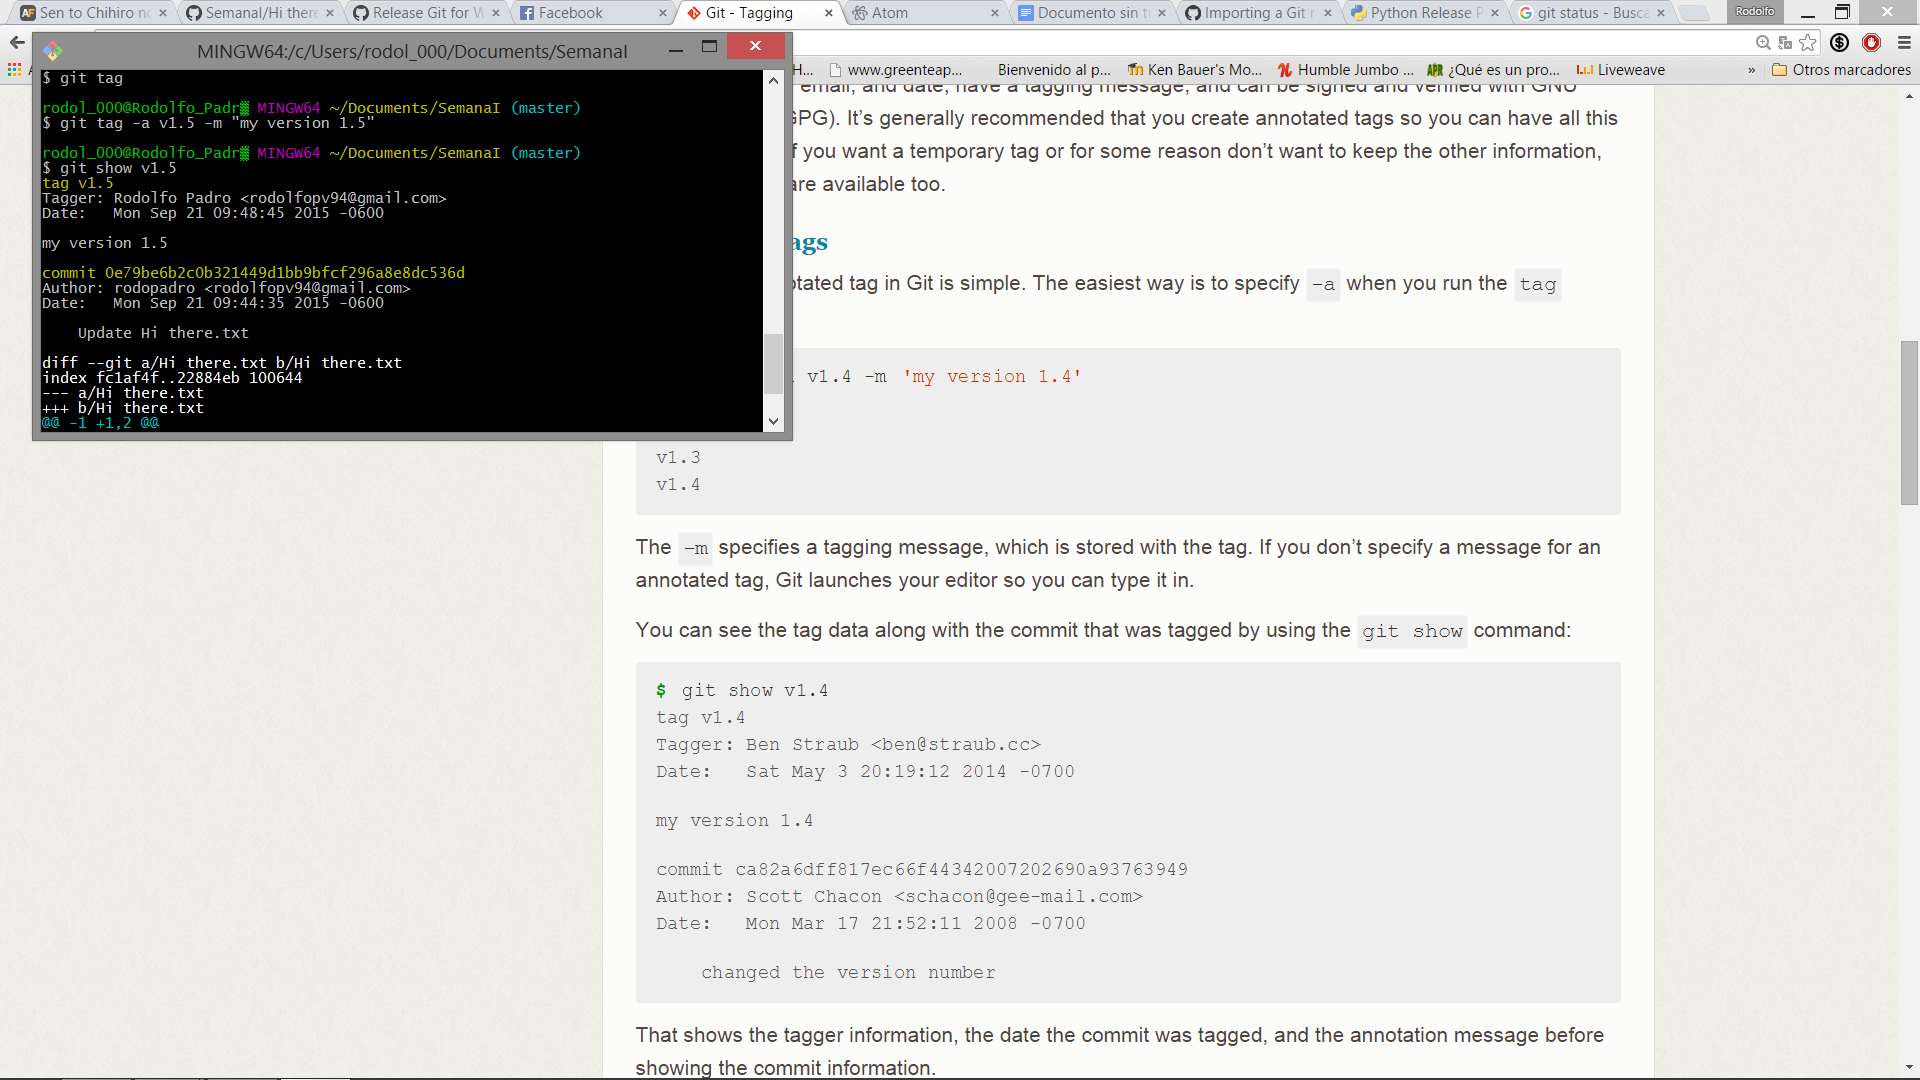 Sen to Chihiro no
SemanaI/Hi there
Release Git for W
Facebook
Git - Tagging
Atom
Documento sin tí
Importing a Git r
Python Release P
git status - Busca
Rodolfo
H...
www.greenteap...
Bienvenido al p...
Ken Bauer's Mo...
Humble Jumbo ...
¿Qué es un pro...
Liveweave
»
Otros marcadores
MINGW64:/c/Users/rodol_000/Documents/SemanaI
$ git tag
rodol_000@Rodolfo_Padr▒ MINGW64 ~/Documents/SemanaI (master)
$ git tag -a v1.5 -m "my version 1.5"
rodol_000@Rodolfo_Padr▒ MINGW64 ~/Documents/SemanaI (master)
$ git show v1.5
tag v1.5
Tagger: Rodolfo Padro <rodolfopv94@gmail.com>
Date:   Mon Sep 21 09:48:45 2015 -0600
my version 1.5
commit 0e79be6b2c0b321449d1bb9bfcf296a8e8dc536d
Author: rodopadro <rodolfopv94@gmail.com>
Date:   Mon Sep 21 09:44:35 2015 -0600
Update Hi there.txt
diff --git a/Hi there.txt b/Hi there.txt
index fc1af4f..22884eb 100644
--- a/Hi there.txt
+++ b/Hi there.txt
@@ -1 +1,2 @@
email, and date; have a tagging message; and can be signed and verified with GNU
GPG). It’s generally recommended that you create annotated tags so you can have all this
f you want a temporary tag or for some reason don’t want to keep the other information,
are available too.
ags
otated tag in Git is simple. The easiest way is to specify -a when you run the tag
v1.4 -m 'my version 1.4'
v1.3
v1.4
The -m specifies a tagging message, which is stored with the tag. If you don’t specify a message for an
annotated tag, Git launches your editor so you can type it in.
You can see the tag data along with the commit that was tagged by using the git show command:
$ git show v1.4
tag v1.4
Tagger: Ben Straub <ben@straub.cc>
Date:   Sat May 3 20:19:12 2014 -0700
my version 1.4
commit ca82a6dff817ec66f44342007202690a93763949
Author: Scott Chacon <schacon@gee-mail.com>
Date:   Mon Mar 17 21:52:11 2008 -0700
changed the version number
That shows the tagger information, the date the commit was tagged, and the annotation message before
showing the commit information.